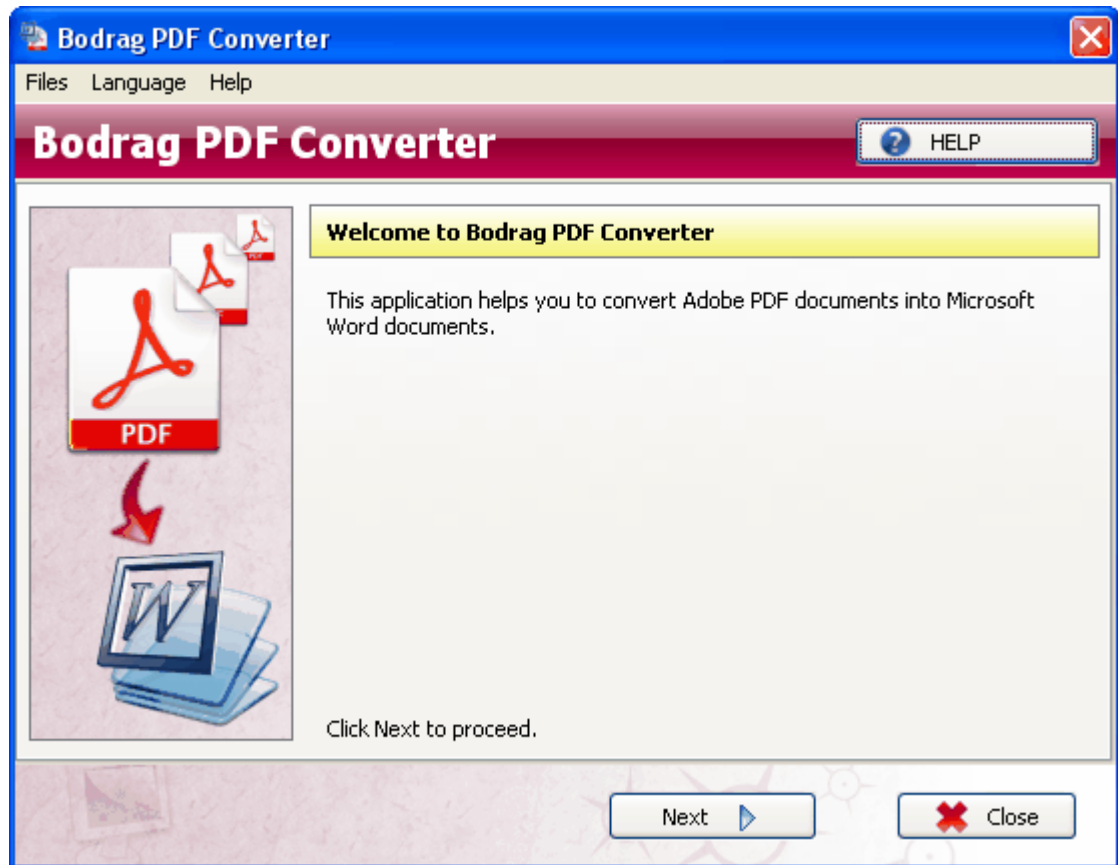 Bodrag PDF Converter
Files Language Help
Bodrag PDF Converter
HELP
PDF
PDF
Welcome to Bodrag PDF Converter
This application helps you to convert Adobe PDF documents into Microsoft
Word documents.
W
Click Next to proceed.
Next
Close